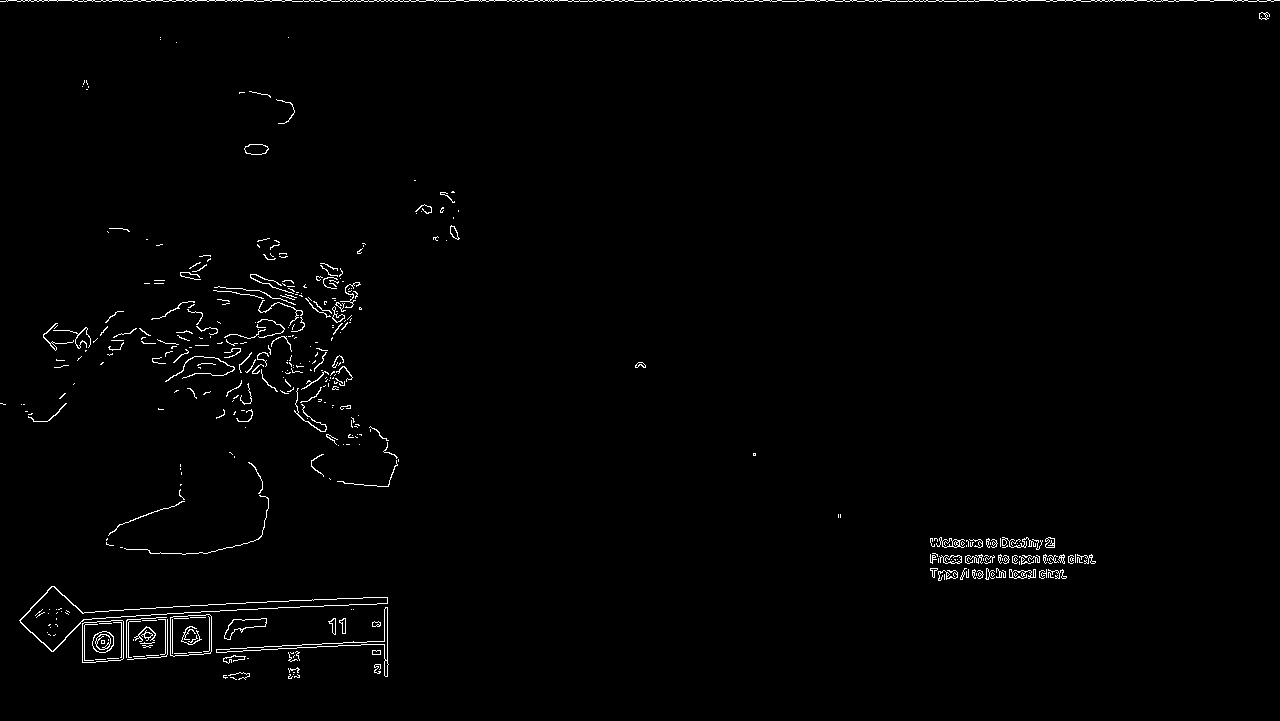 Welcome to Destiny 2!
Press enter to open text chat.
Type /l to join local chat.
11